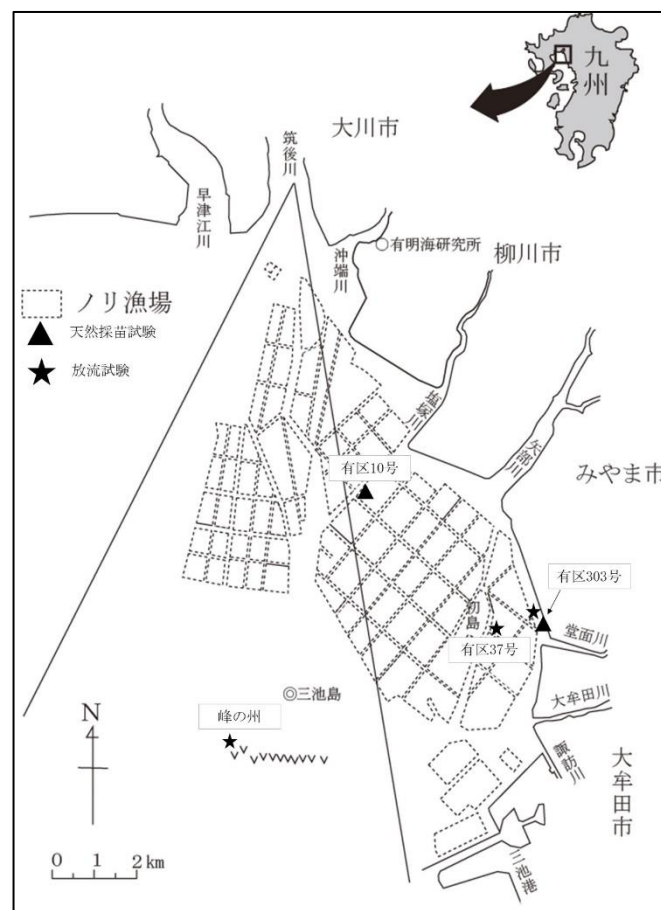 九州
大川市
筑後川
早津江川
沖端川
有明海研究所
柳川市
ノリ漁場
天然採苗試験
放流試験
塩塚川
矢部川
みやま市
有区10号
有区303号
初島
有区37号
堂面川
三池島
大牟田川
峰の州
諏訪川
大牟田市
N
0 1 2km
三池港